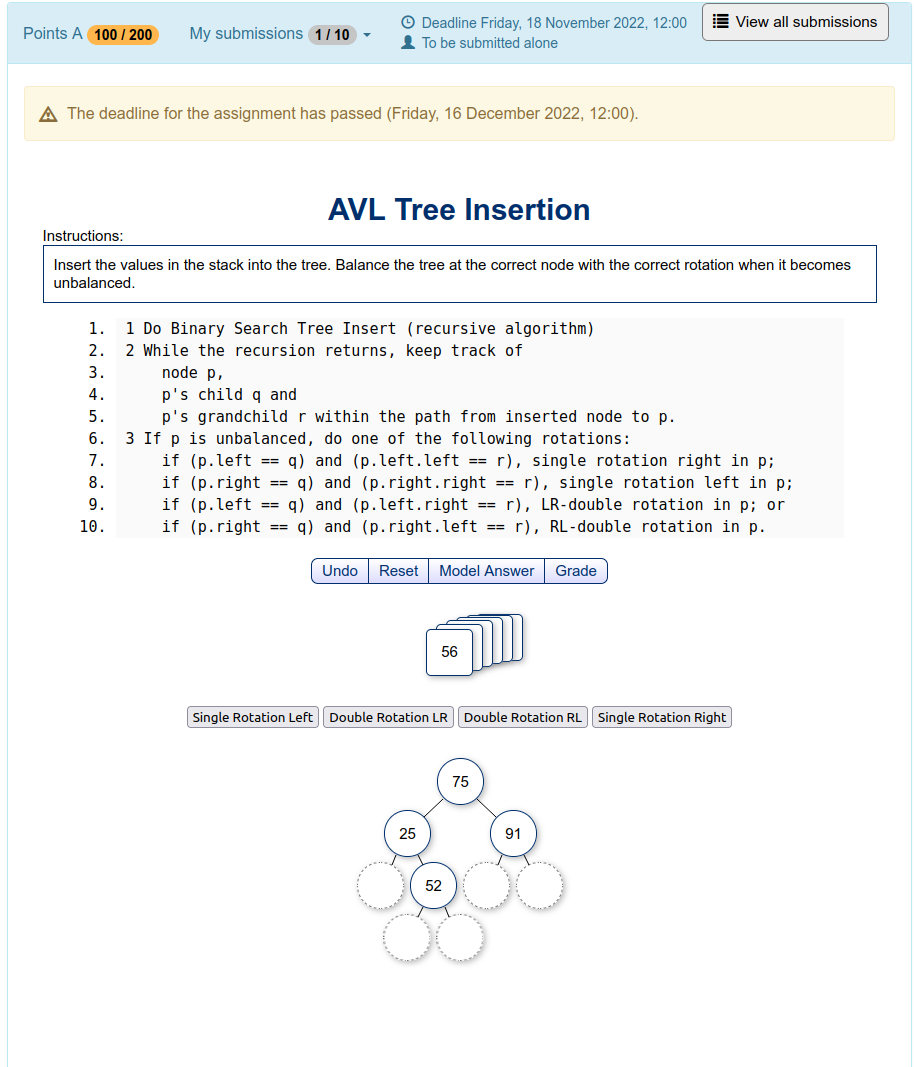 Points A 100 / 200 My submissions 1 / 10 Deadline Friday, 18 November 2022, 12:00 View all submissions
To be submitted alone
The deadline for the assignment has passed (Friday, 16 December 2022, 12:00).
AVL Tree Insertion
Instructions:
Insert the values in the stack into the tree. Balance the tree at the correct node with the correct rotation when it becomes
unbalanced.
1. 1 Do Binary Search Tree Insert (recursive algorithm)
2. 2 While the recursion returns, keep track of
3. node p,
4. p's child q and
5. p's grandchild r within the path from inserted node to p.
6. 3 If p is unbalanced, do one of the following rotations:
7. if (p.left == q) and (p.left.left == r), single rotation right in p;
8. if (p.right == q) and (p.right.right == r), single rotation left in p;
9. if (p.left == q) and (p.left.right == r), LR-double rotation in p; or
10. if (p.right == q) and (p.right.left == r), RL-double rotation in p.
Undo Reset Model Answer Grade
56
Single Rotation Left Double Rotation LR Double Rotation RL Single Rotation Right
75
25 91
52